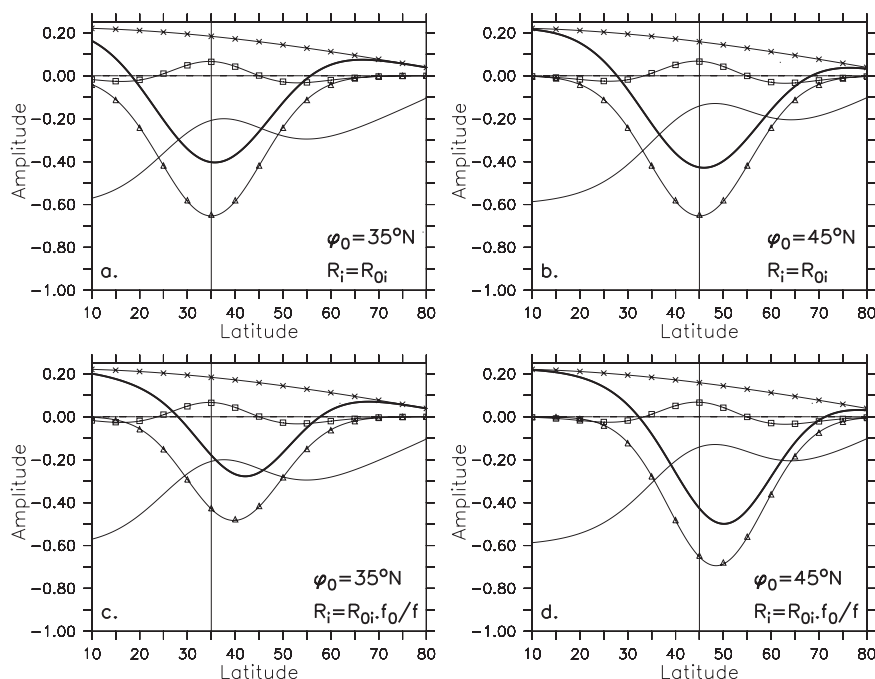 0.20
0.00
−0.20
−0.40
−0.60
−0.80
−1.00
Amplitude
φ₀=35°N
a.
Rᵢ=R₀ᵢ
10 20 30 40 50 60 70 80
Latitude
0.20
0.00
−0.20
−0.40
−0.60
−0.80
−1.00
Amplitude
φ₀=45°N
b.
Rᵢ=R₀ᵢ
10 20 30 40 50 60 70 80
Latitude
0.20
0.00
−0.20
−0.40
−0.60
−0.80
−1.00
Amplitude
φ₀=35°N
c.
Rᵢ=R₀ᵢ.f₀/f
10 20 30 40 50 60 70 80
Latitude
0.20
0.00
−0.20
−0.40
−0.60
−0.80
−1.00
Amplitude
φ₀=45°N
d.
Rᵢ=R₀ᵢ.f₀/f
10 20 30 40 50 60 70 80
Latitude